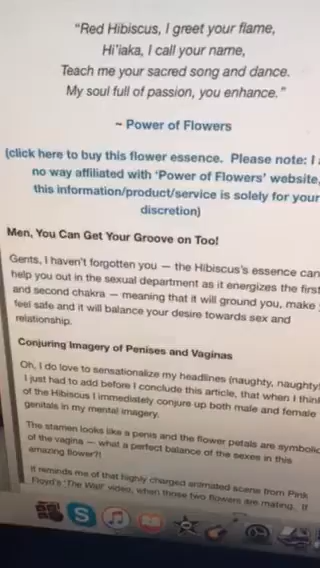 "Red Hibiscus, I greet your flame,
Hi'iaka, I call your name,
Teach me your sacred song and dance.
My soul full of passion, you enhance."
~ Power of Flowers
(click here to buy this flower essence.  Please note: I
no way affiliated with 'Power of Flowers' website,
this information/product/service is solely for your
discretion)
Men, You Can Get Your Groove on Too!
Gents, I haven't forgotten you — the Hibiscus's essence can
help you out in the sexual department as it energizes the first
and second chakra – meaning that it will ground you, make
feel safe and it will balance your desire towards sex and
relationship.
Conjuring Imagery of Penises and Vaginas
Oh, I do love to sensationalize my headlines (naughty, naughty!
I just had to add before I conclude this article, that when I think
of the Hibiscus I immediately conjure up both male and female
genitals in my mental imagery.
The stamen looks like a penis and the flower petals are symbolic
of the vagina — what a perfect balance of the sexes in this
amazing flower?!
It reminds me of that highly charged animated scene from Pink
Floyd's 'The Wall' video, when those two flowers are mating.  If